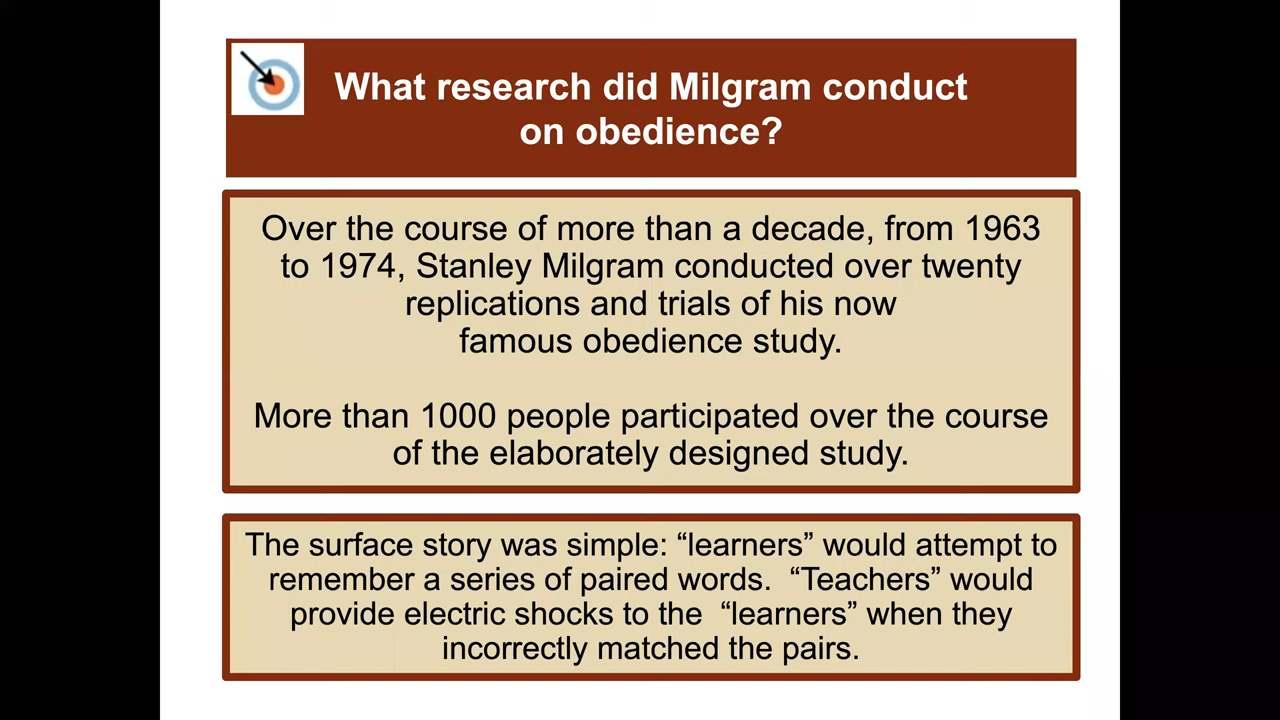 What research did Milgram conduct
on obedience?
Over the course of more than a decade, from 1963
to 1974, Stanley Milgram conducted over twenty
replications and trials of his now
famous obedience study.
More than 1000 people participated over the course
of the elaborately designed study.
The surface story was simple: “learners” would attempt to
remember a series of paired words.  “Teachers” would
provide electric shocks to the  “learners” when they
incorrectly matched the pairs.